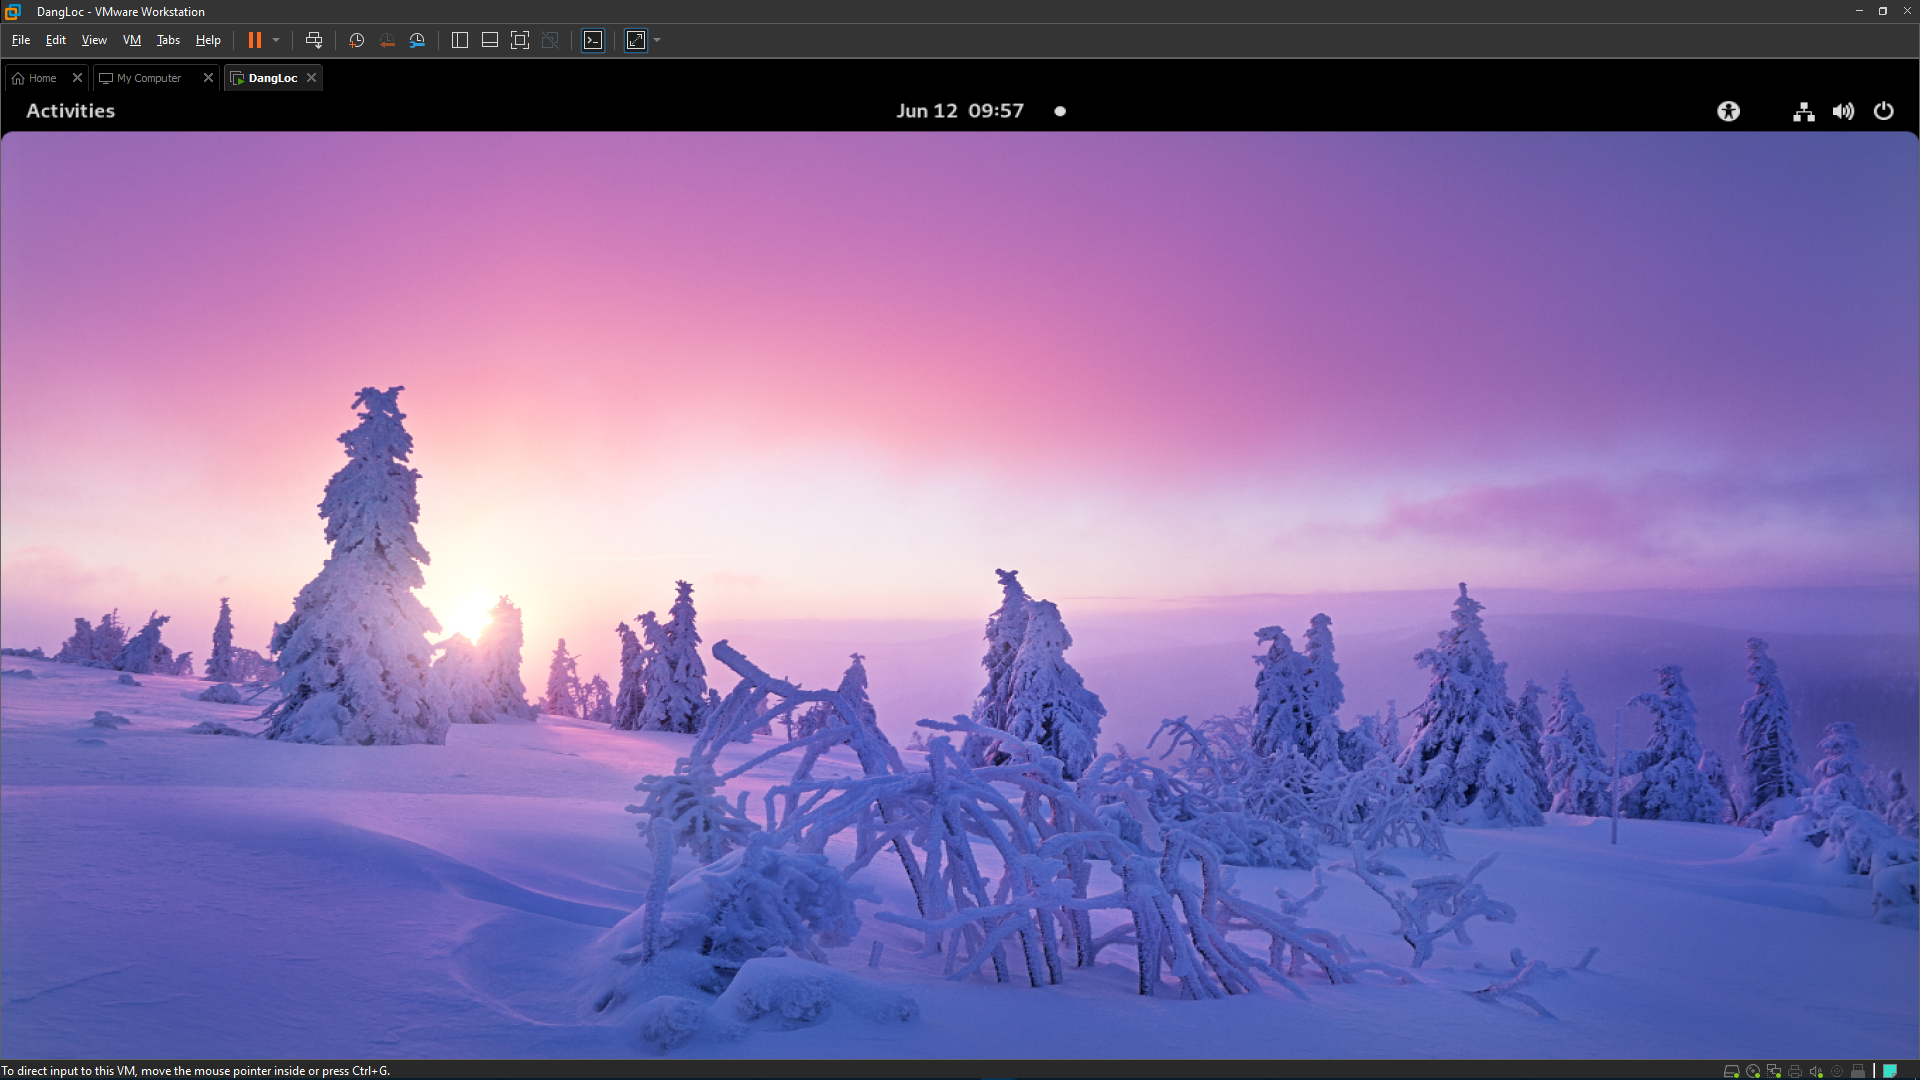 DangLoc - VMware Workstation
File Edit View VM Tabs Help
Home My Computer DangLoc
Activities Jun 12 09:57
To direct input to this VM, move the mouse pointer inside or press Ctrl+G.